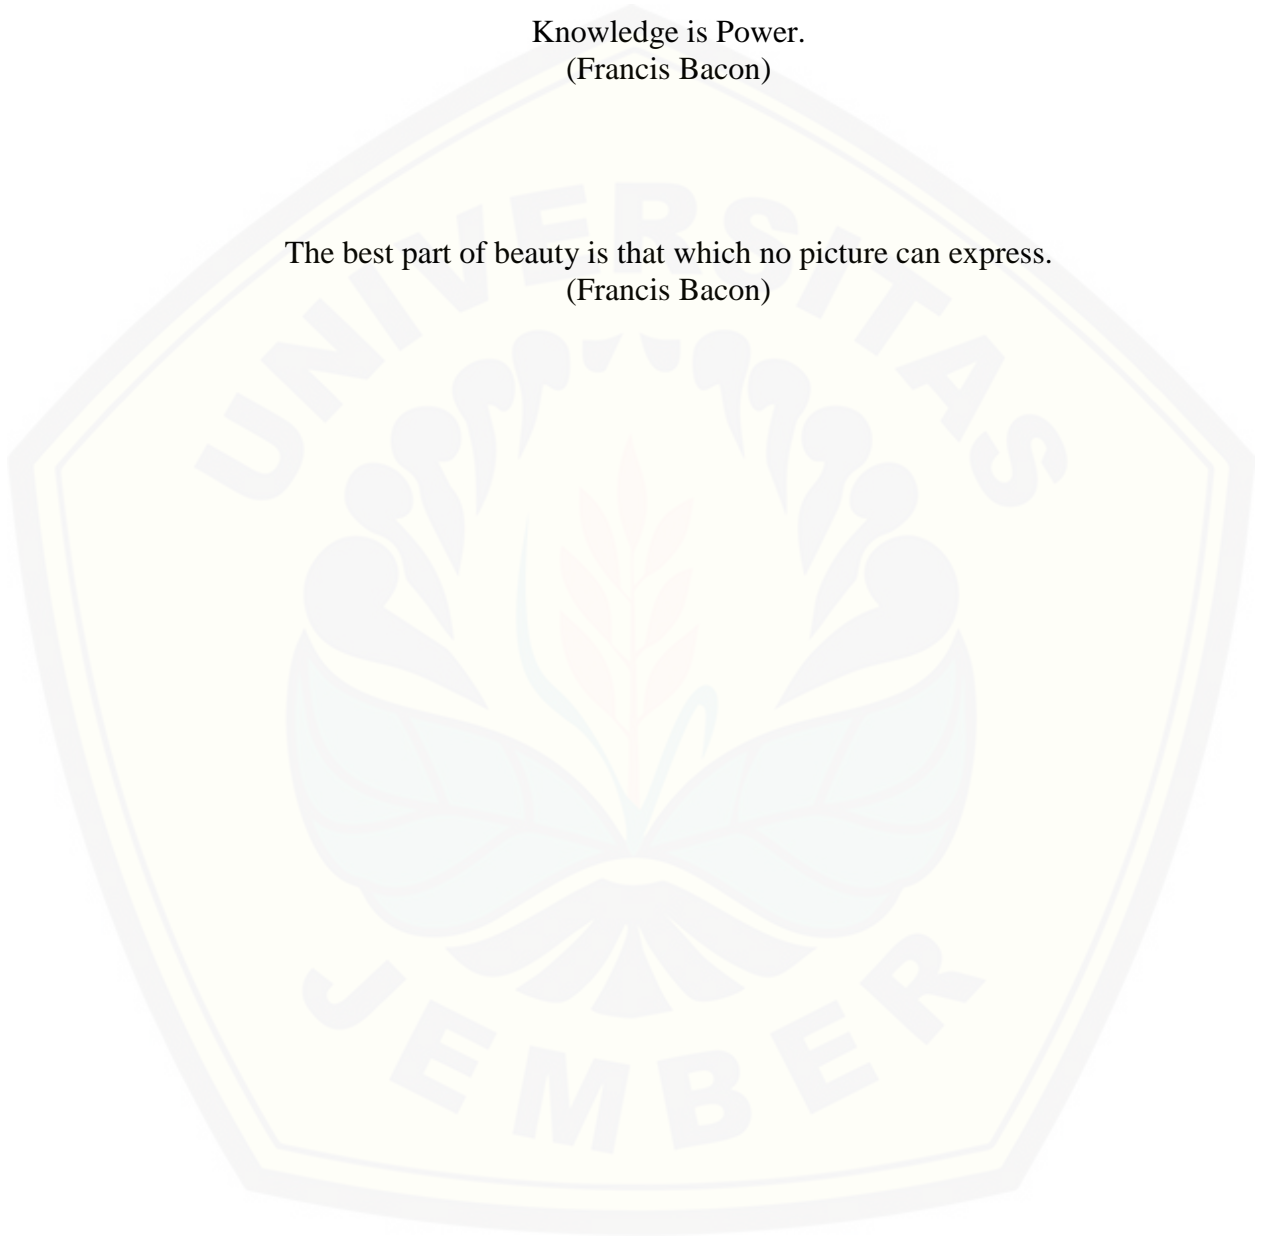 Knowledge is Power.
(Francis Bacon)
The best part of beauty is that which no picture can express.
(Francis Bacon)
UNIVERSITAS
JEMBER